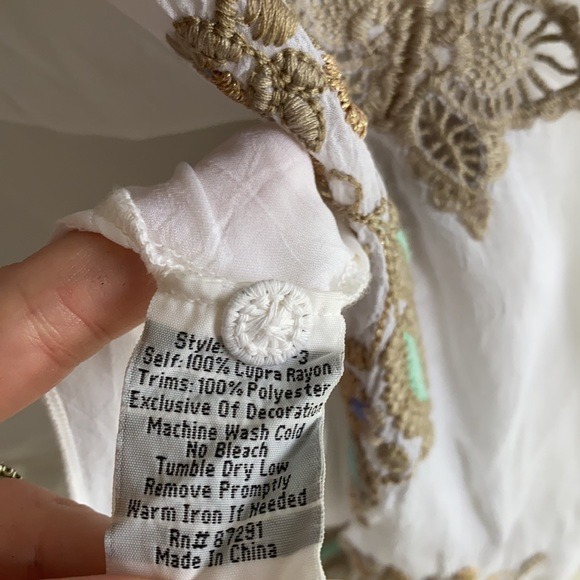 Style:
Self: 100% Cupra Rayon
Trims: 100% Polyester
Exclusive Of Decoration
Machine Wash Cold
No Bleach
Tumble Dry Low
Remove Promptly
Warm Iron If Needed
Rn# 87291
Made In China